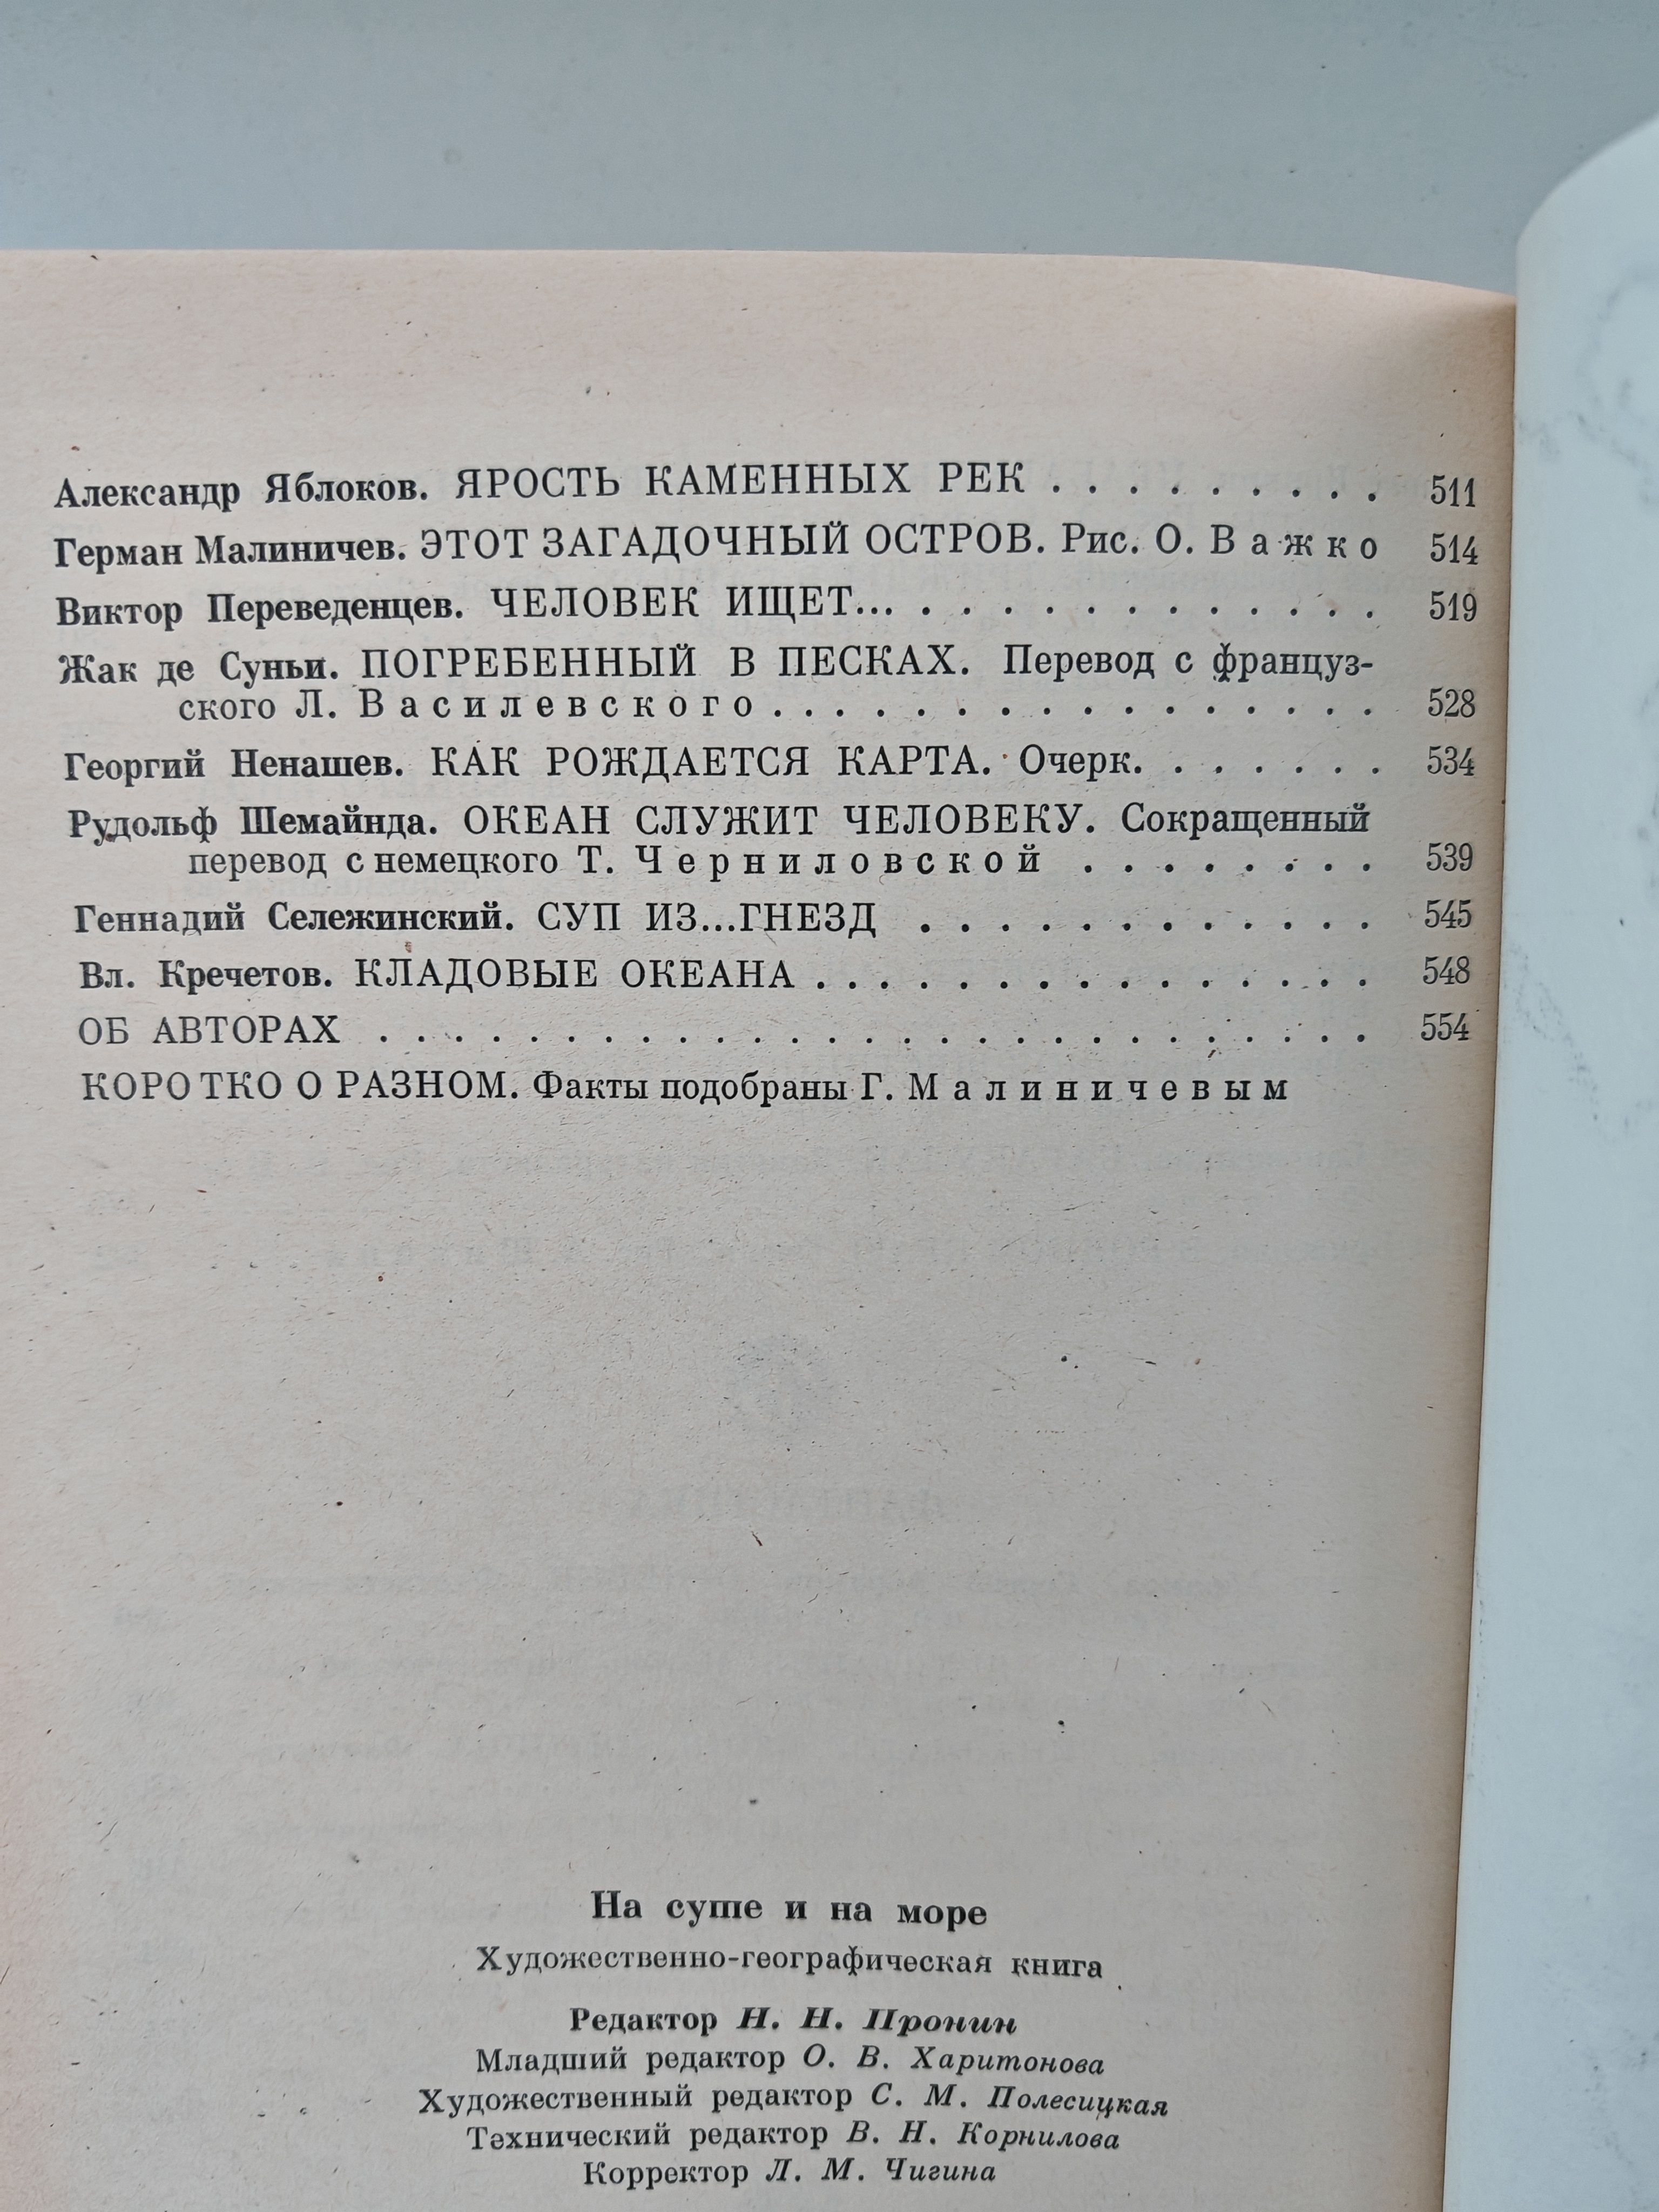 Александр Яблоков. ЯРОСТЬ КАМЕННЫХ РЕК . . . . . . . . . 511
Герман Малиничев. ЭТОТ ЗАГАДОЧНЫЙ ОСТРОВ. Рис. О. Важко 514
Виктор Переведенцев. ЧЕЛОВЕК ИЩЕТ... . . . . . . . . . . . . 519
Жак де Суньи. ПОГРЕБЕННЫЙ В ПЕСКАХ. Перевод с француз-
ского Л. Василевского . . . . . . . . . . . . . . . 528
Георгий Ненашев. КАК РОЖДАЕТСЯ КАРТА. Очерк. . . . . . . 534
Рудольф Шемайнда. ОКЕАН СЛУЖИТ ЧЕЛОВЕКУ. Сокращенный
перевод с немецкого Т. Черниловской . . . . . . . . 539
Геннадий Сележинский. СУП ИЗ...ГНЕЗД . . . . . . . . . . . . 545
Вл. Кречетов. КЛАДОВЫЕ ОКЕАНА . . . . . . . . . . . . . . . 548
ОБ АВТОРАХ . . . . . . . . . . . . . . . . . . . . . . . . . . . 554
КОРОТКО О РАЗНОМ. Факты подобраны Г. Малиничевым
На суше и на море
Художественно-географическая книга
Редактор Н. Н. Пронин
Младший редактор О. В. Харитонова
Художественный редактор С. М. Полесицкая
Технический редактор В. Н. Корнилова
Корректор Л. М. Чигина